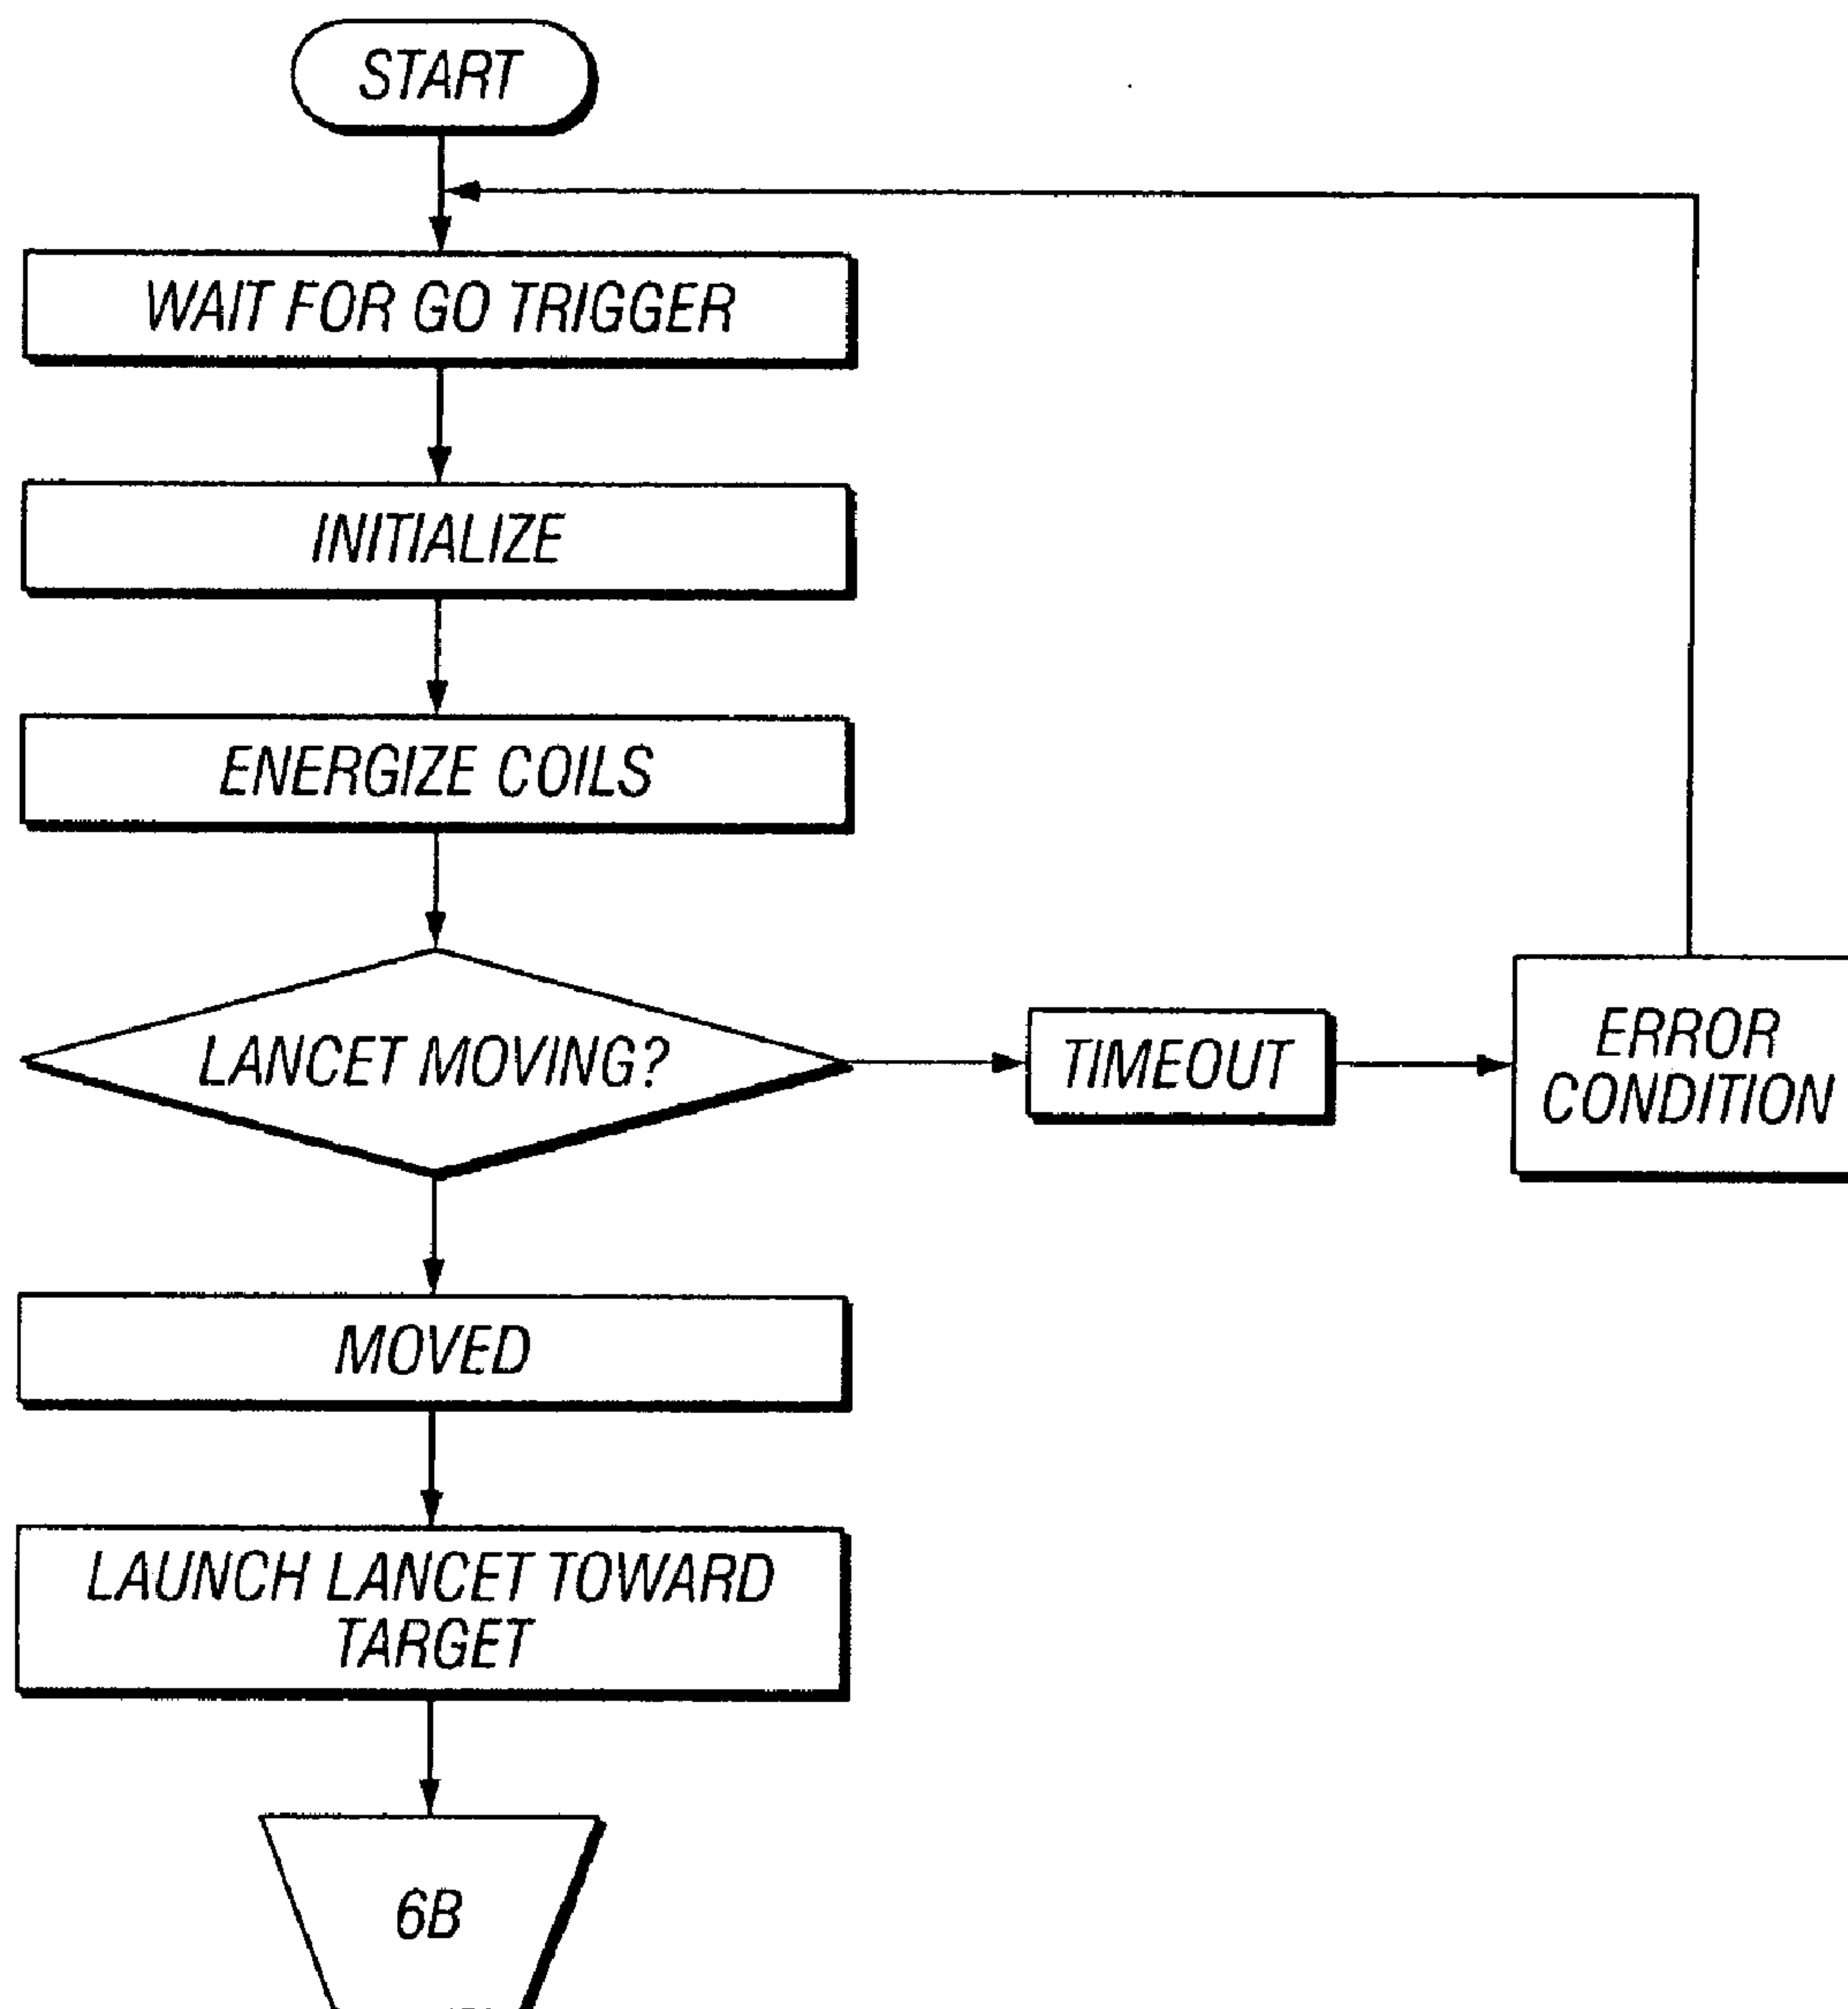 START
WAIT FOR GO TRIGGER
INITIALIZE
ENERGIZE COILS
LANCET MOVING?
TIMEOUT
ERROR
CONDITION
MOVED
LAUNCH LANCET TOWARD
TARGET
6B